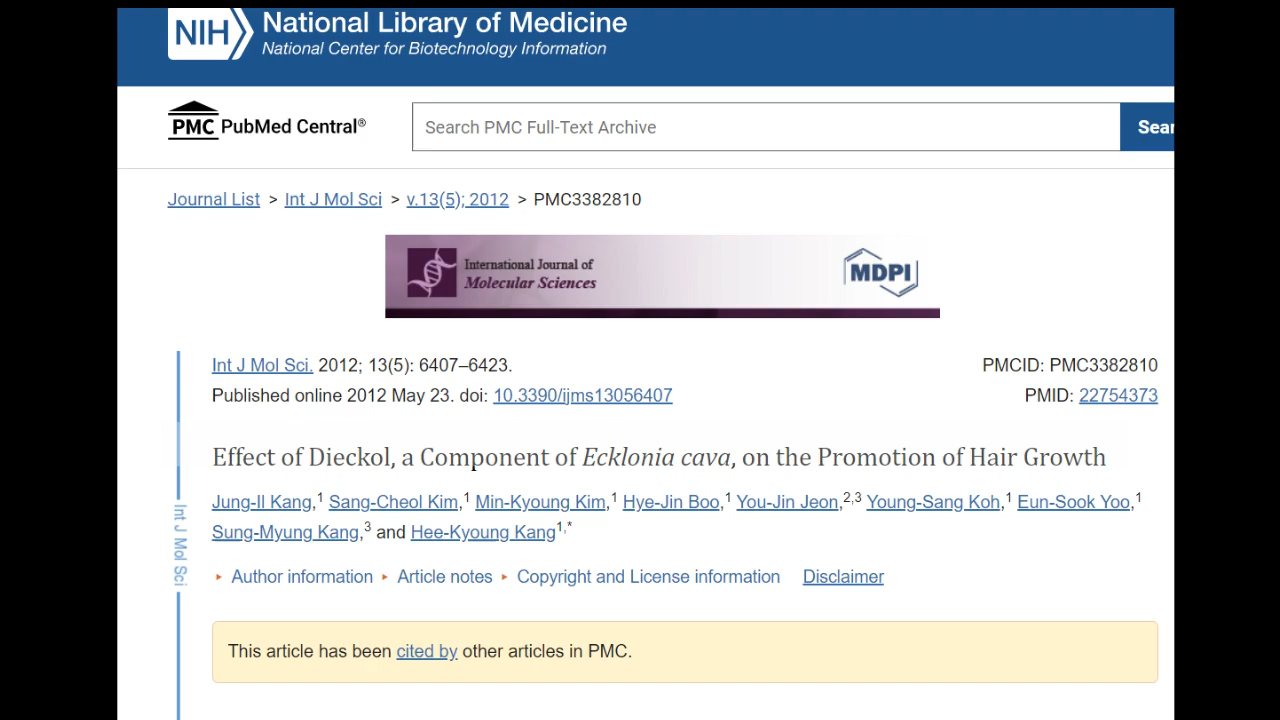 NIH
National Library of Medicine
National Center for Biotechnology Information
PMC PubMed Central®
Search PMC Full-Text Archive
Sear
Journal List > Int J Mol Sci > v.13(5); 2012 > PMC3382810
International Journal of
Molecular Sciences
MDPI
Int J Mol Sci. 2012; 13(5): 6407–6423.
PMCID: PMC3382810
Published online 2012 May 23. doi: 10.3390/ijms13056407
PMID: 22754373
Effect of Dieckol, a Component of Ecklonia cava, on the Promotion of Hair Growth
Jung-Il Kang,1 Sang-Cheol Kim,1 Min-Kyoung Kim,1 Hye-Jin Boo,1 You-Jin Jeon,2,3 Young-Sang Koh,1 Eun-Sook Yoo,1
Sung-Myung Kang,3 and Hee-Kyoung Kang1,*
Author information Article notes Copyright and License information Disclaimer
This article has been cited by other articles in PMC.
Int J Mol Sci